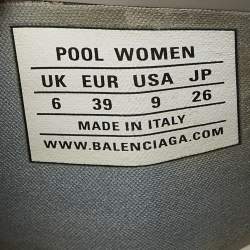 POOL WOMEN
UK EUR USA JP
6 39 9 26
MADE IN ITALY
WWW.BALENCIAGA.COM